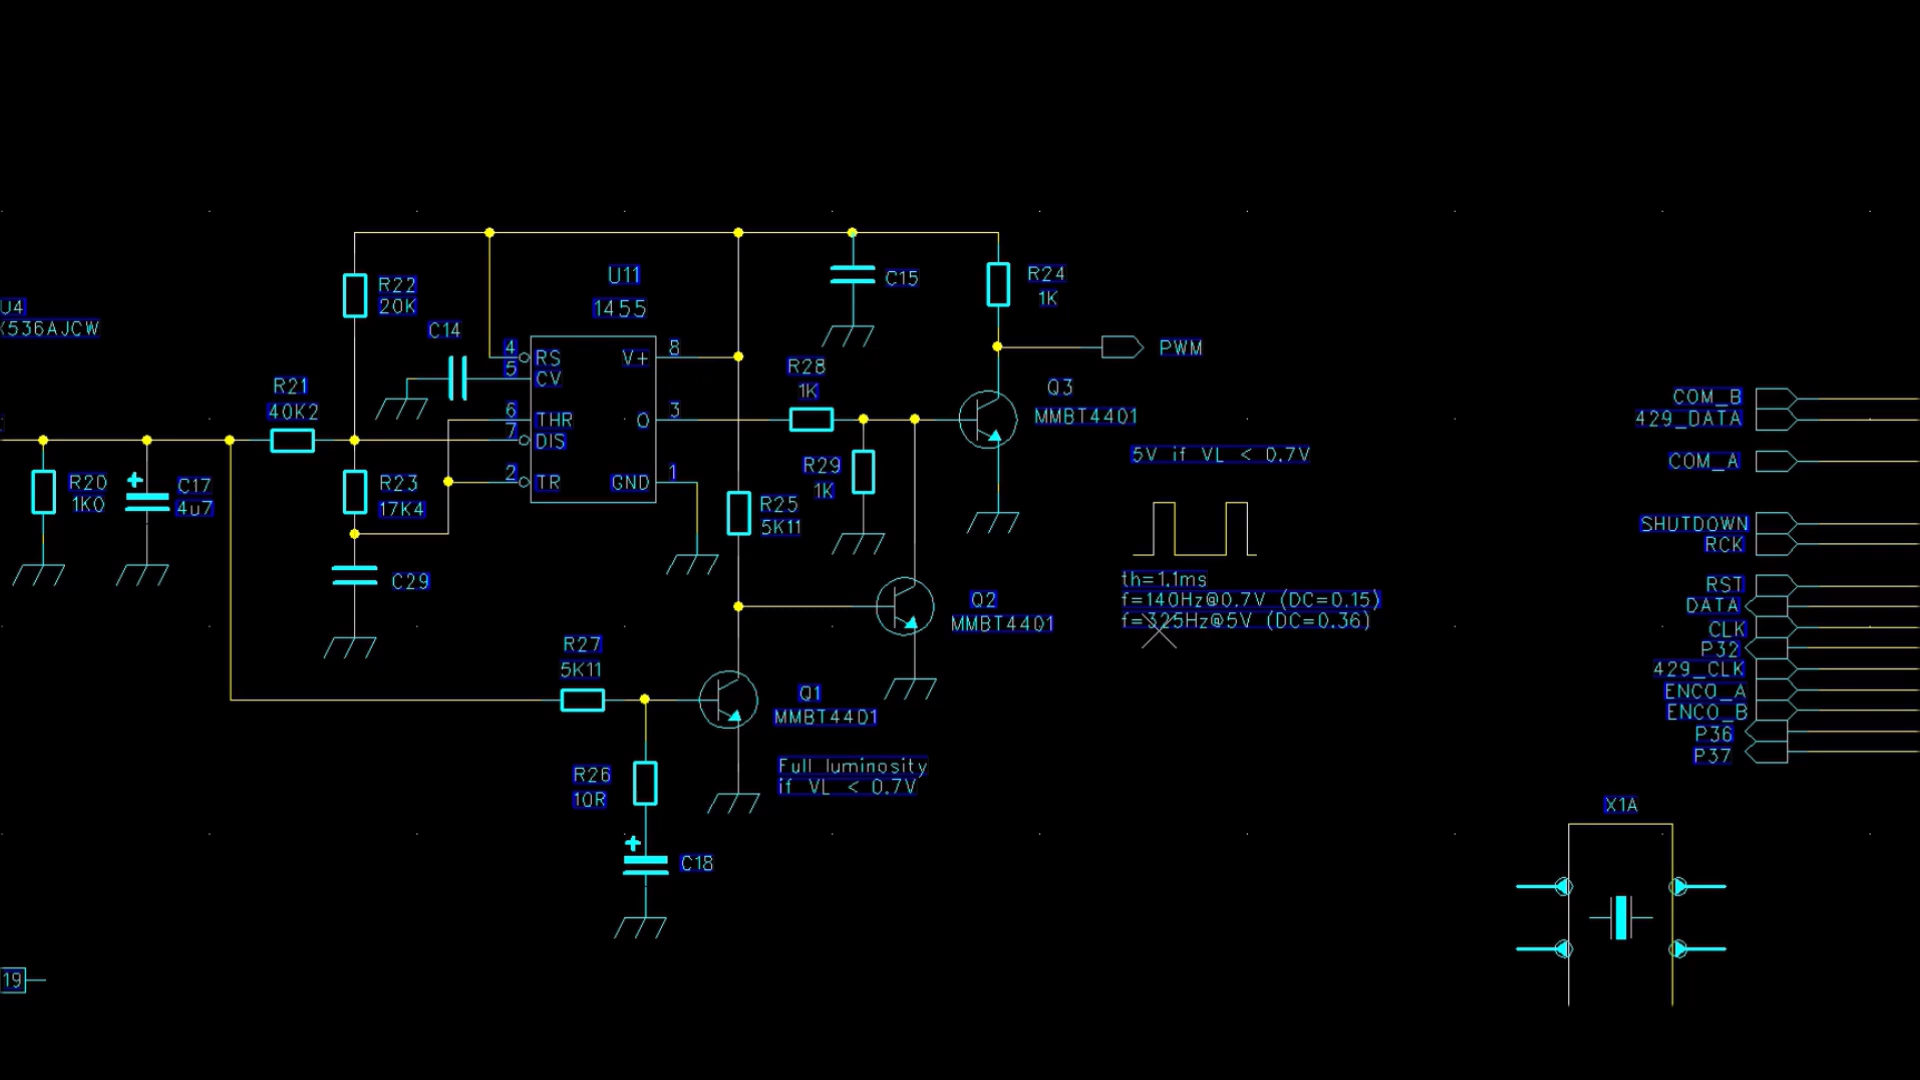 U4
X536AJCW
R20
1K0
C17
4u7
R21
40K2
R22
20K
C14
R23
17K4
C29
U11
1455
4
RS
5
CV
6
THR
7
DIS
2
TR
V+
8
O
3
GND
1
C15
R24
1K
PWM
R28
1K
R29
1K
Q3
MMBT4401
R25
5K11
Q2
MMBT4401
R27
5K11
Q1
MMBT4401
R26
10R
C18
Full luminosity
if VL < 0.7V
5V if VL < 0.7V
th=1.1ms
f=140Hz@0.7V (DC=0.15)
f=325Hz@5V (DC=0.36)
COM_B
429_DATA
COM_A
SHUTDOWN
RCK
RST
DATA
CLK
P32
429_CLK
ENCO_A
ENCO_B
P36
P37
X1A
19